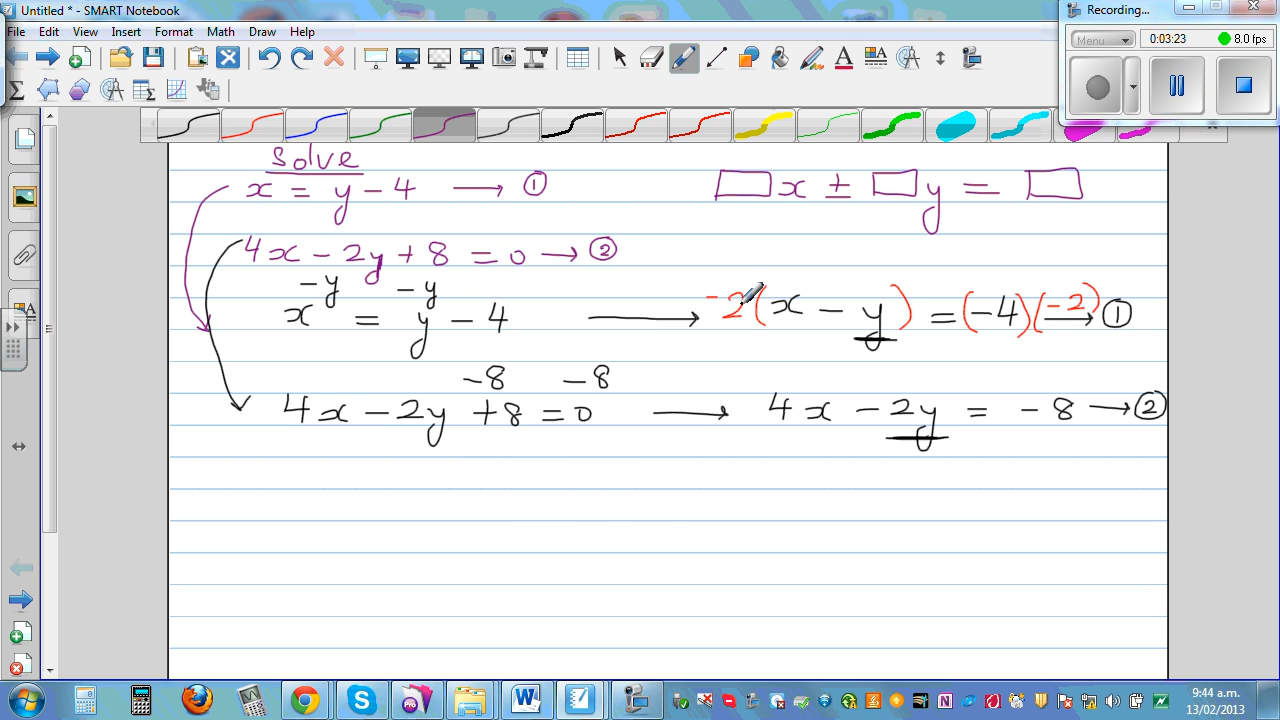 Untitled * - SMART Notebook
Recording...
File Edit View Insert Format Math Draw Help
Menu 0:03:23 8.0 fps
Solve
x = y - 4 → ①
□x ± □y = □
4x - 2y + 8 = 0 → ②
-y -y
x = y - 4 → -2(x - y) = (-4)(-2) → ①
-8 -8
4x - 2y + 8 = 0 → 4x - 2y = -8 → ②
9:44 a.m.
13/02/2013